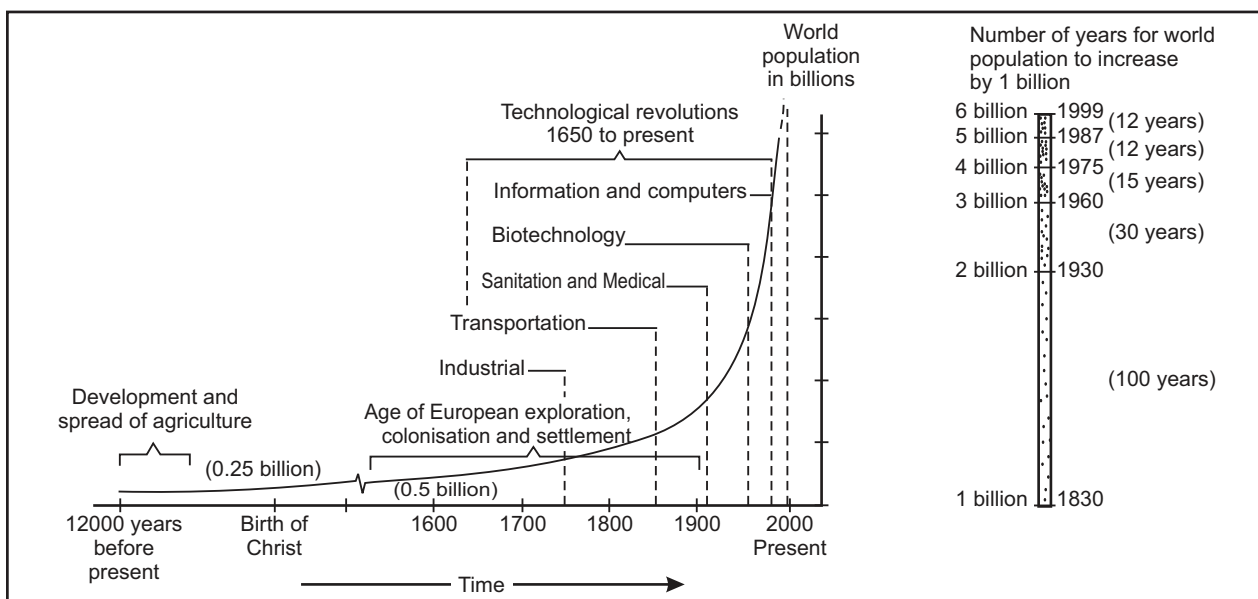 World
population
in billions
Technological revolutions
1650 to present
Information and computers
Biotechnology
Sanitation and Medical
Transportation
Industrial
Development and
spread of agriculture
Age of European exploration,
colonisation and settlement
(0.25 billion)
(0.5 billion)
12000 years
before
present
Birth of
Christ
1600
1700
1800
1900
2000
Present
Time
Number of years for world
population to increase
by 1 billion
6 billion 1999
(12 years)
5 billion 1987
(12 years)
4 billion 1975
(15 years)
3 billion 1960
(30 years)
2 billion 1930
(100 years)
1 billion 1830